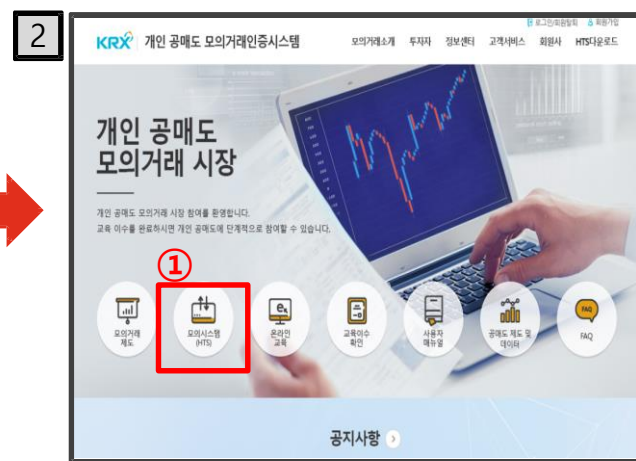 2
로그인/회원탈퇴 회원가입
KRX 개인 공매도 모의거래인증시스템
모의거래소개 투자자 정보센터 고객서비스 회원사 HTS다운로드
개인 공매도
모의거래 시장
개인 공매도 모의거래 시장 참여를 환영합니다.
교육 이수를 완료하시면 개인 공매도에 단계적으로 참여할 수 있습니다.
①
모의거래
제도
모의시스템
(HTS)
온라인
교육
교육이수
확인
사용자
매뉴얼
공매도 제도 및
데이터
FAQ
FAQ
공지사항